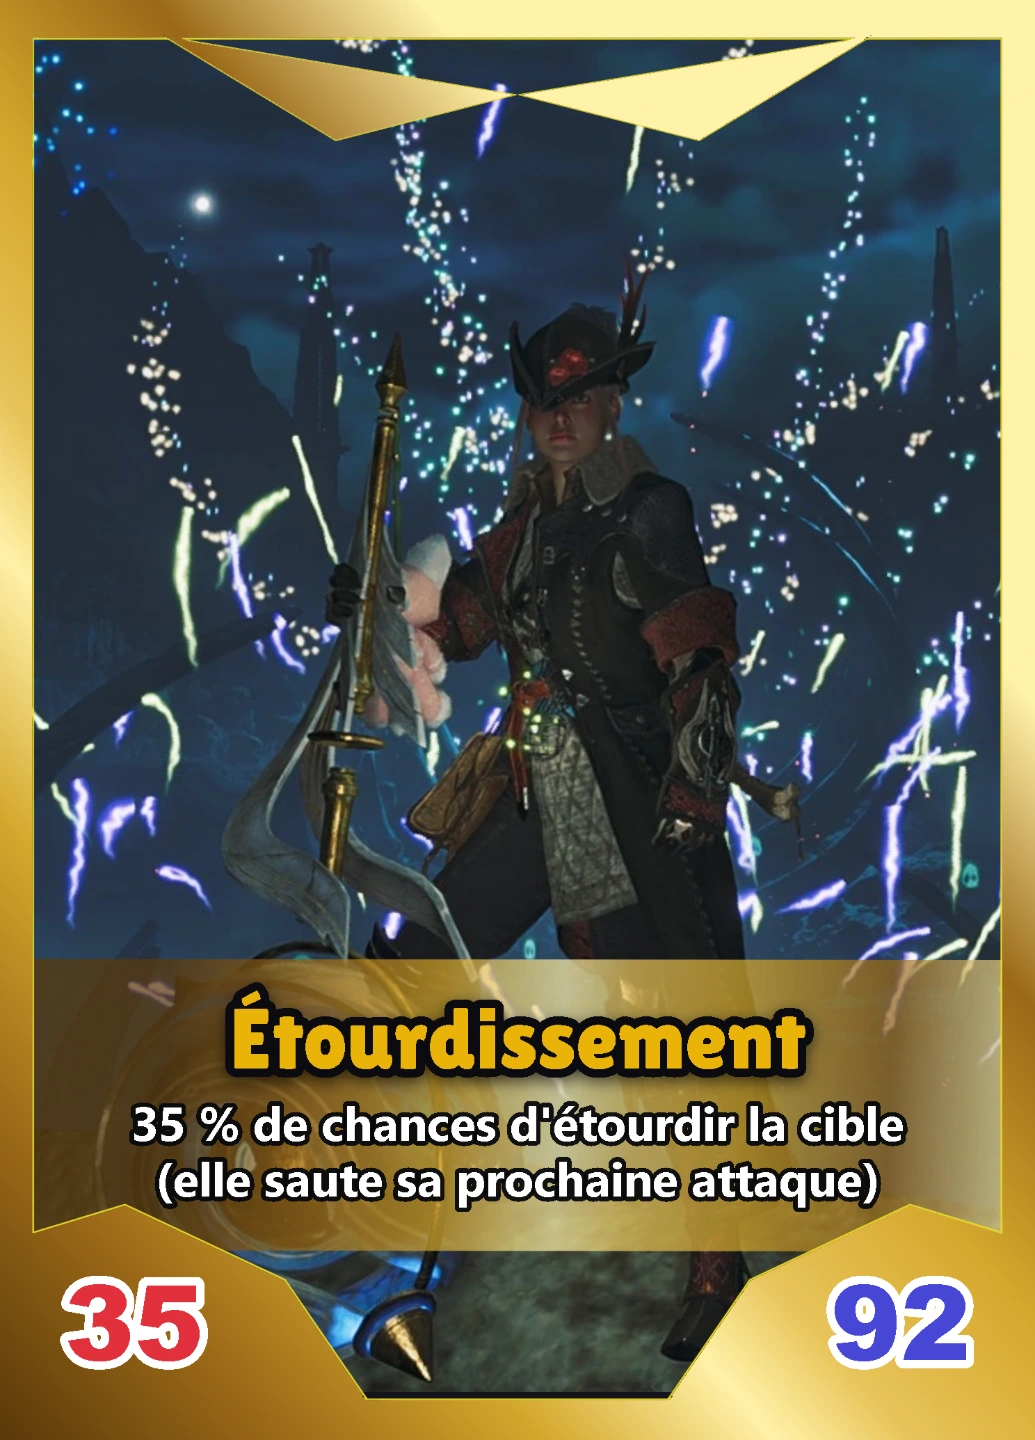 Étourdissement
35 % de chances d'étourdir la cible
(elle saute sa prochaine attaque)
35
92